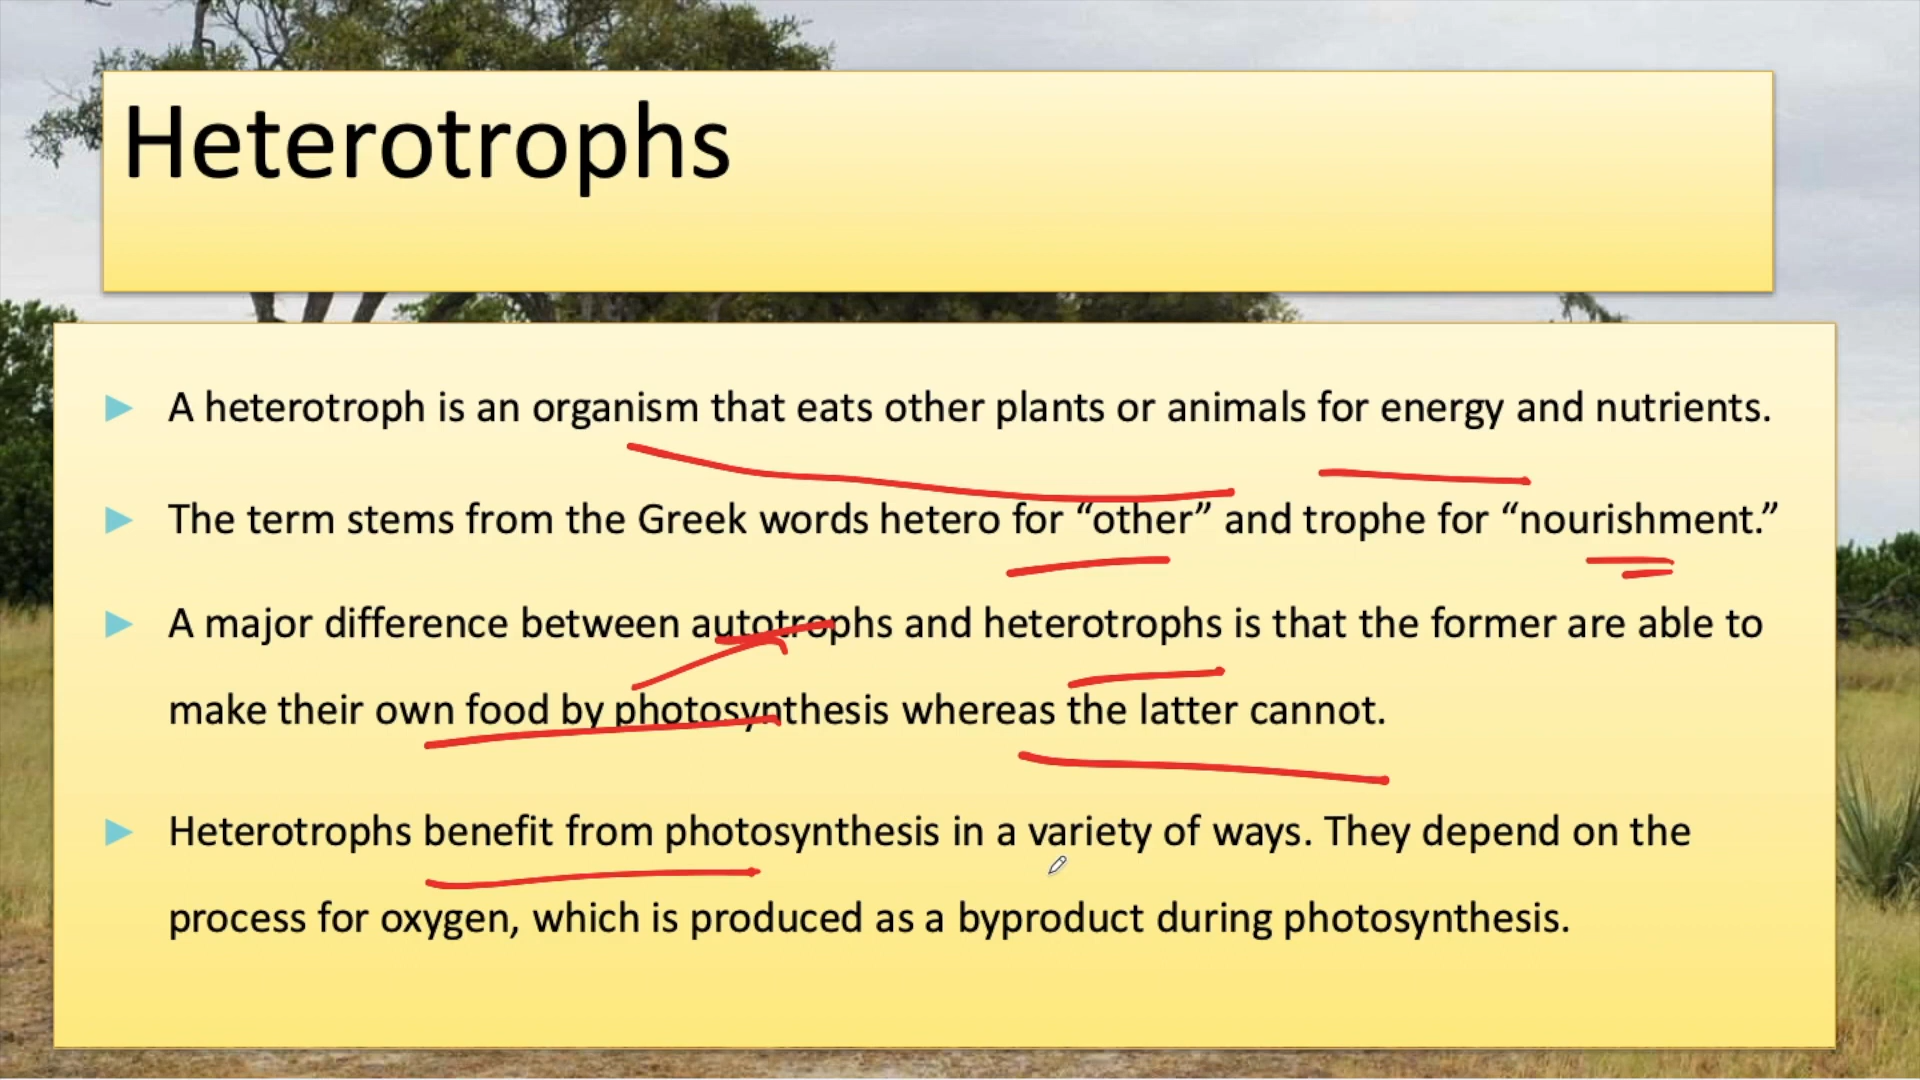 Heterotrophs
A heterotroph is an organism that eats other plants or animals for energy and nutrients.
The term stems from the Greek words hetero for “other” and trophe for “nourishment.”
A major difference between autotrophs and heterotrophs is that the former are able to
make their own food by photosynthesis whereas the latter cannot.
Heterotrophs benefit from photosynthesis in a variety of ways. They depend on the
process for oxygen, which is produced as a byproduct during photosynthesis.